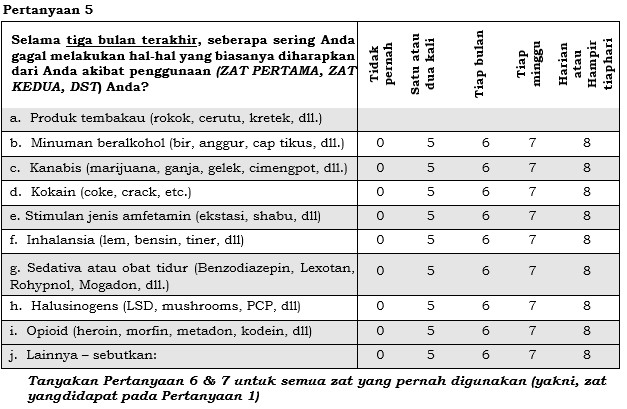 Pertanyaan 5
Selama tiga bulan terakhir, seberapa sering Anda
gagal melakukan hal-hal yang biasanya diharapkan
dari Anda akibat penggunaan (ZAT PERTAMA, ZAT
KEDUA, DST) Anda?
Tidak
pernah
Satu atau
dua kali
Tiap bulan
Tiap
minggu
Harian
atau
Hampir
tiaphari
a. Produk tembakau (rokok, cerutu, kretek, dll.)
b. Minuman beralkohol (bir, anggur, cap tikus, dll.) 0 5 6 7 8
c. Kanabis (marijuana, ganja, gelek, cimengpot, dll.) 0 5 6 7 8
d. Kokain (coke, crack, etc.) 0 5 6 7 8
e. Stimulan jenis amfetamin (ekstasi, shabu, dll) 0 5 6 7 8
f. Inhalansia (lem, bensin, tiner, dll) 0 5 6 7 8
g. Sedativa atau obat tidur (Benzodiazepin, Lexotan,
Rohypnol, Mogadon, dll.) 0 5 6 7 8
h. Halusinogens (LSD, mushrooms, PCP, dll) 0 5 6 7 8
i. Opioid (heroin, morfin, metadon, kodein, dll) 0 5 6 7 8
j. Lainnya – sebutkan: 0 5 6 7 8
Tanyakan Pertanyaan 6 & 7 untuk semua zat yang pernah digunakan (yakni, zat
yangdidapat pada Pertanyaan 1)